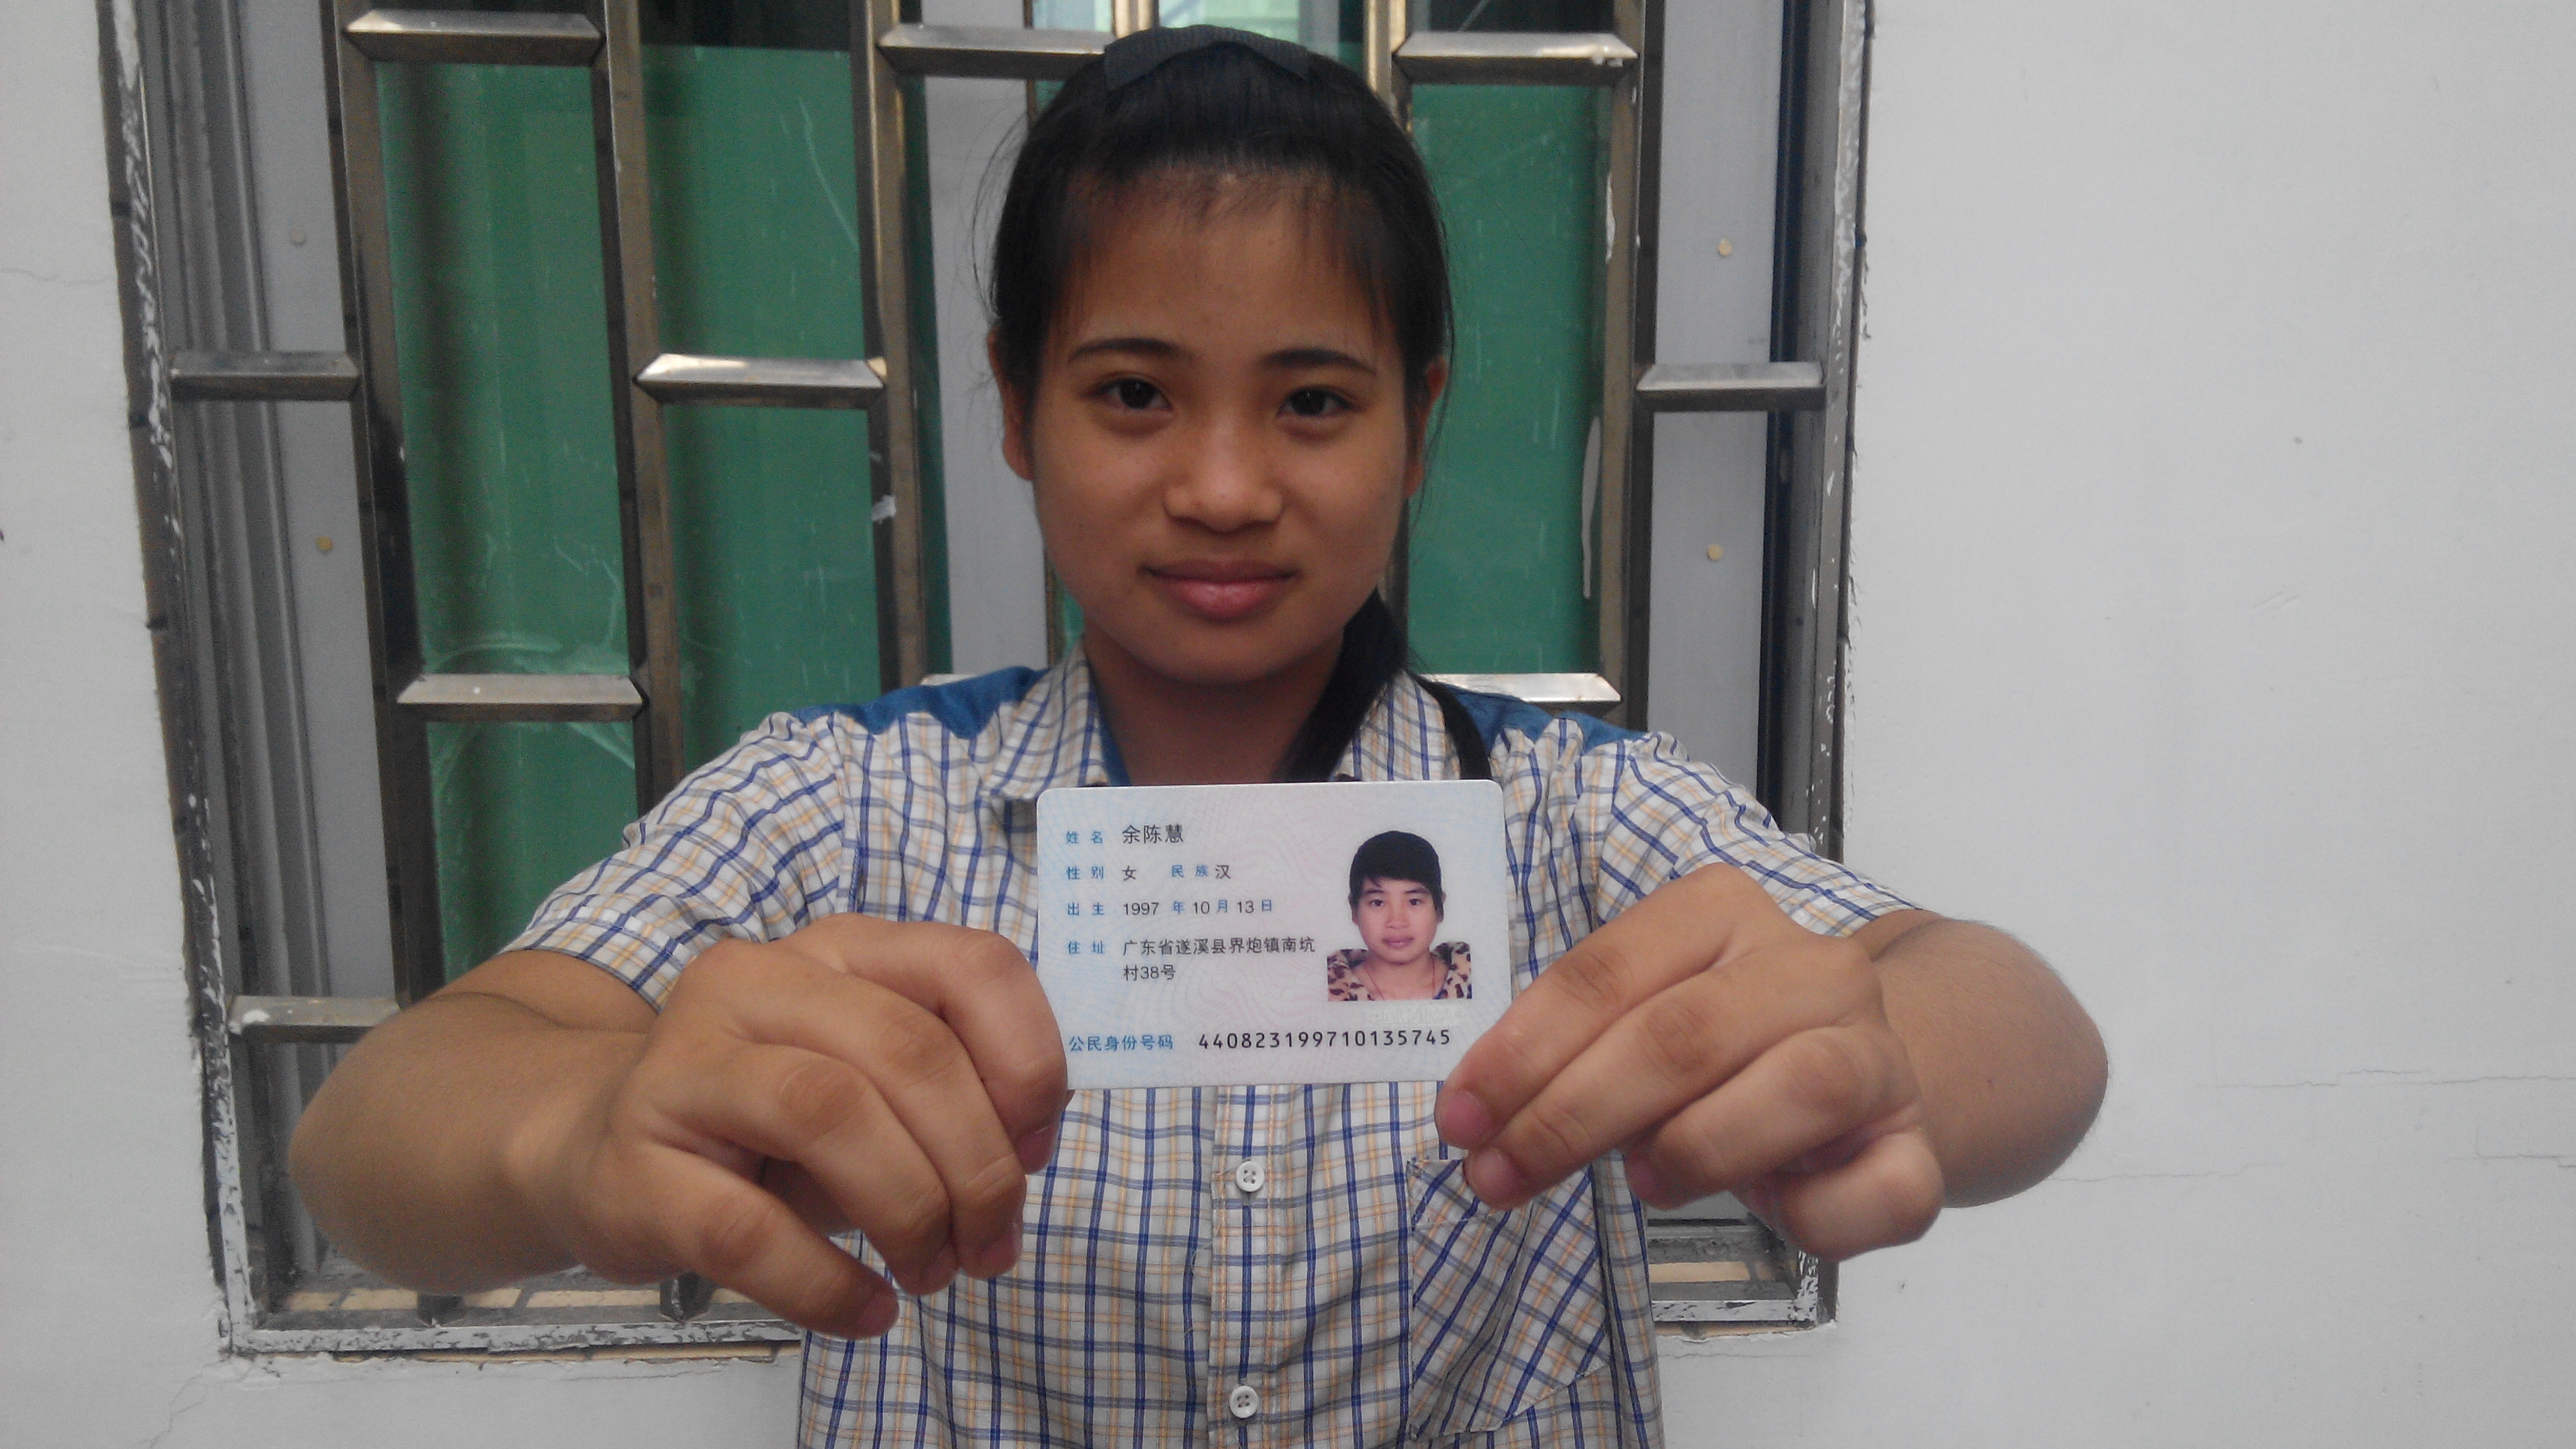 姓名 余陈慧
性别 女 民族 汉
出生 1997 年 10 月 13 日
住址 广东省遂溪县界炮镇南坑
村38号
公民身份号码 440823199710135745